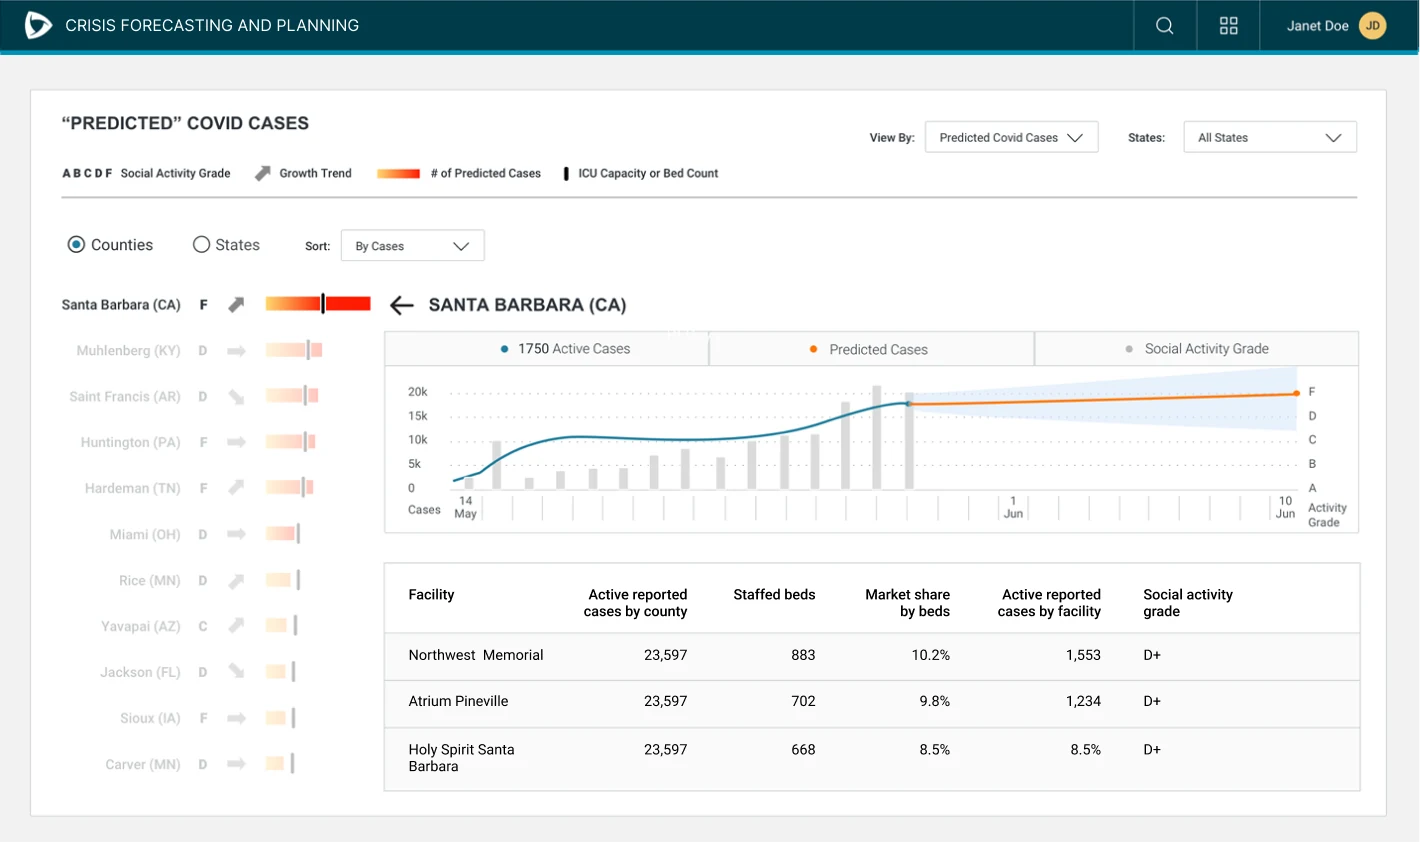 CRISIS FORECASTING AND PLANNING
Janet Doe JD
“PREDICTED” COVID CASES
View By: Predicted Covid Cases States: All States
A B C D F Social Activity Grade Growth Trend # of Predicted Cases ICU Capacity or Bed Count
Counties States Sort: By Cases
Santa Barbara (CA) F
Muhlenberg (KY) D
Saint Francis (AR) D
Huntington (PA) F
Hardeman (TN) F
Miami (OH) D
Rice (MN) D
Yavapai (AZ) C
Jackson (FL) D
Sioux (IA) F
Carver (MN) D
SANTA BARBARA (CA)
1750 Active Cases Predicted Cases Social Activity Grade
20k F
15k D
10k C
5k B
0 A
Cases
14
May
1
Jun
10
Jun
Activity
Grade
Facility Active reported
cases by county
Staffed beds Market share
by beds
Active reported
cases by facility
Social activity
grade
Northwest Memorial 23,597 883 10.2% 1,553 D+
Atrium Pineville 23,597 702 9.8% 1,234 D+
Holy Spirit Santa
Barbara
23,597 668 8.5% 8.5% D+